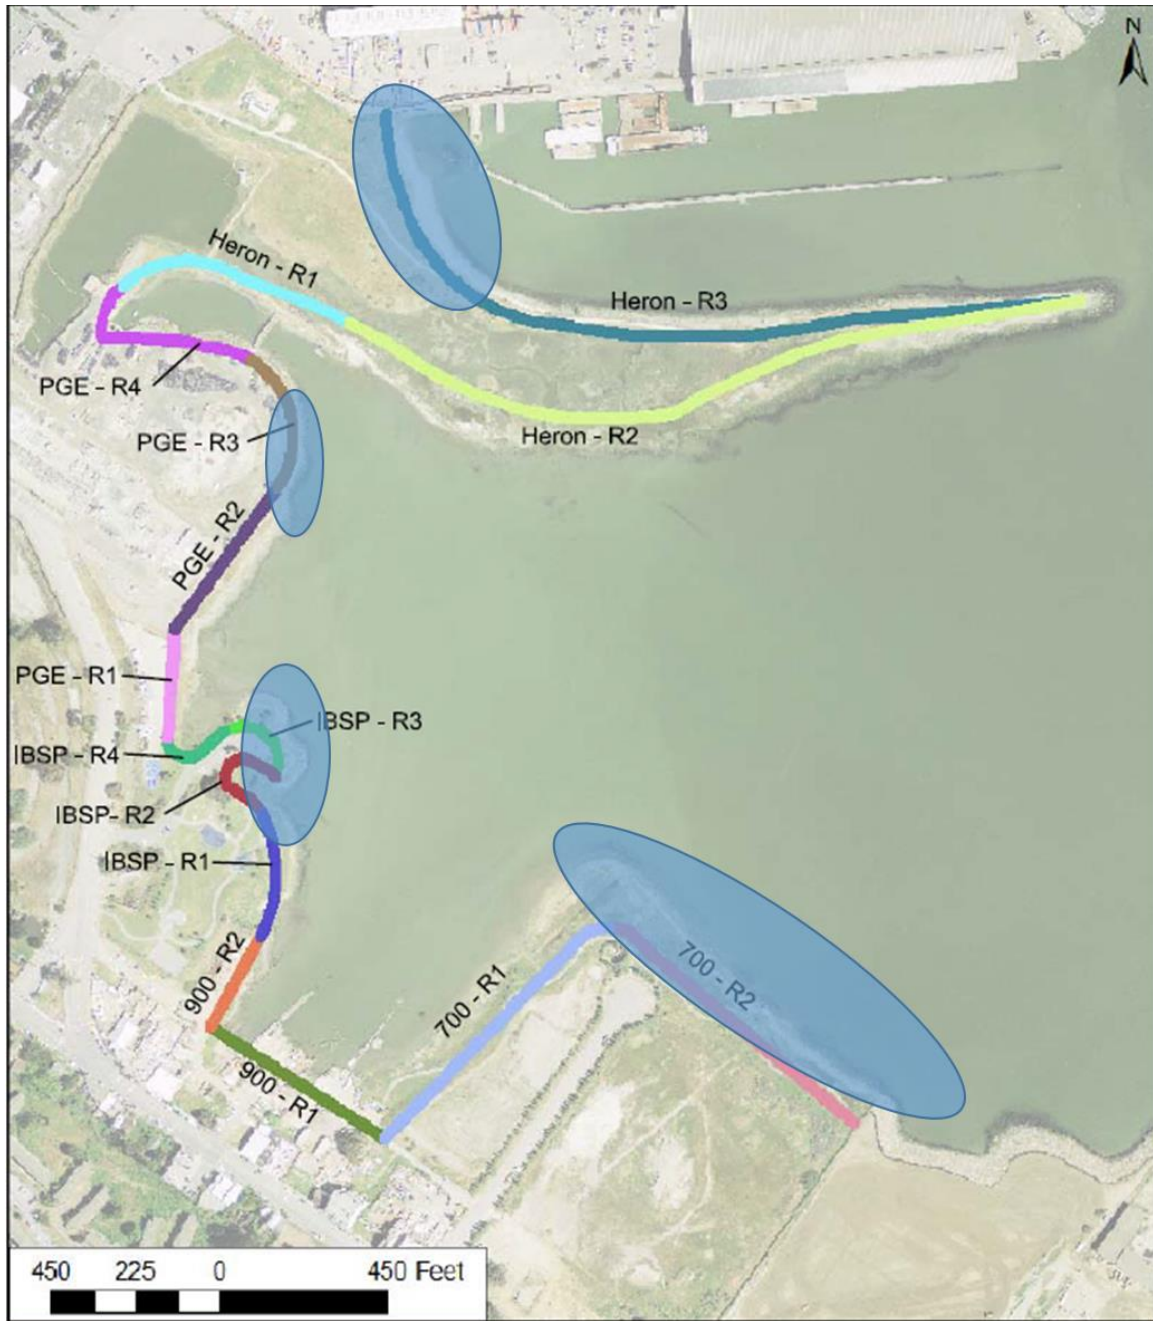 N
Heron - R1
Heron - R3
PGE - R4
Heron - R2
PGE - R3
PGE - R2
PGE - R1
IBSP - R3
IBSP - R4
IBSP- R2
IBSP - R1
900 - R2
700 - R1
700 - R2
900 - R1
450 225 0 450 Feet